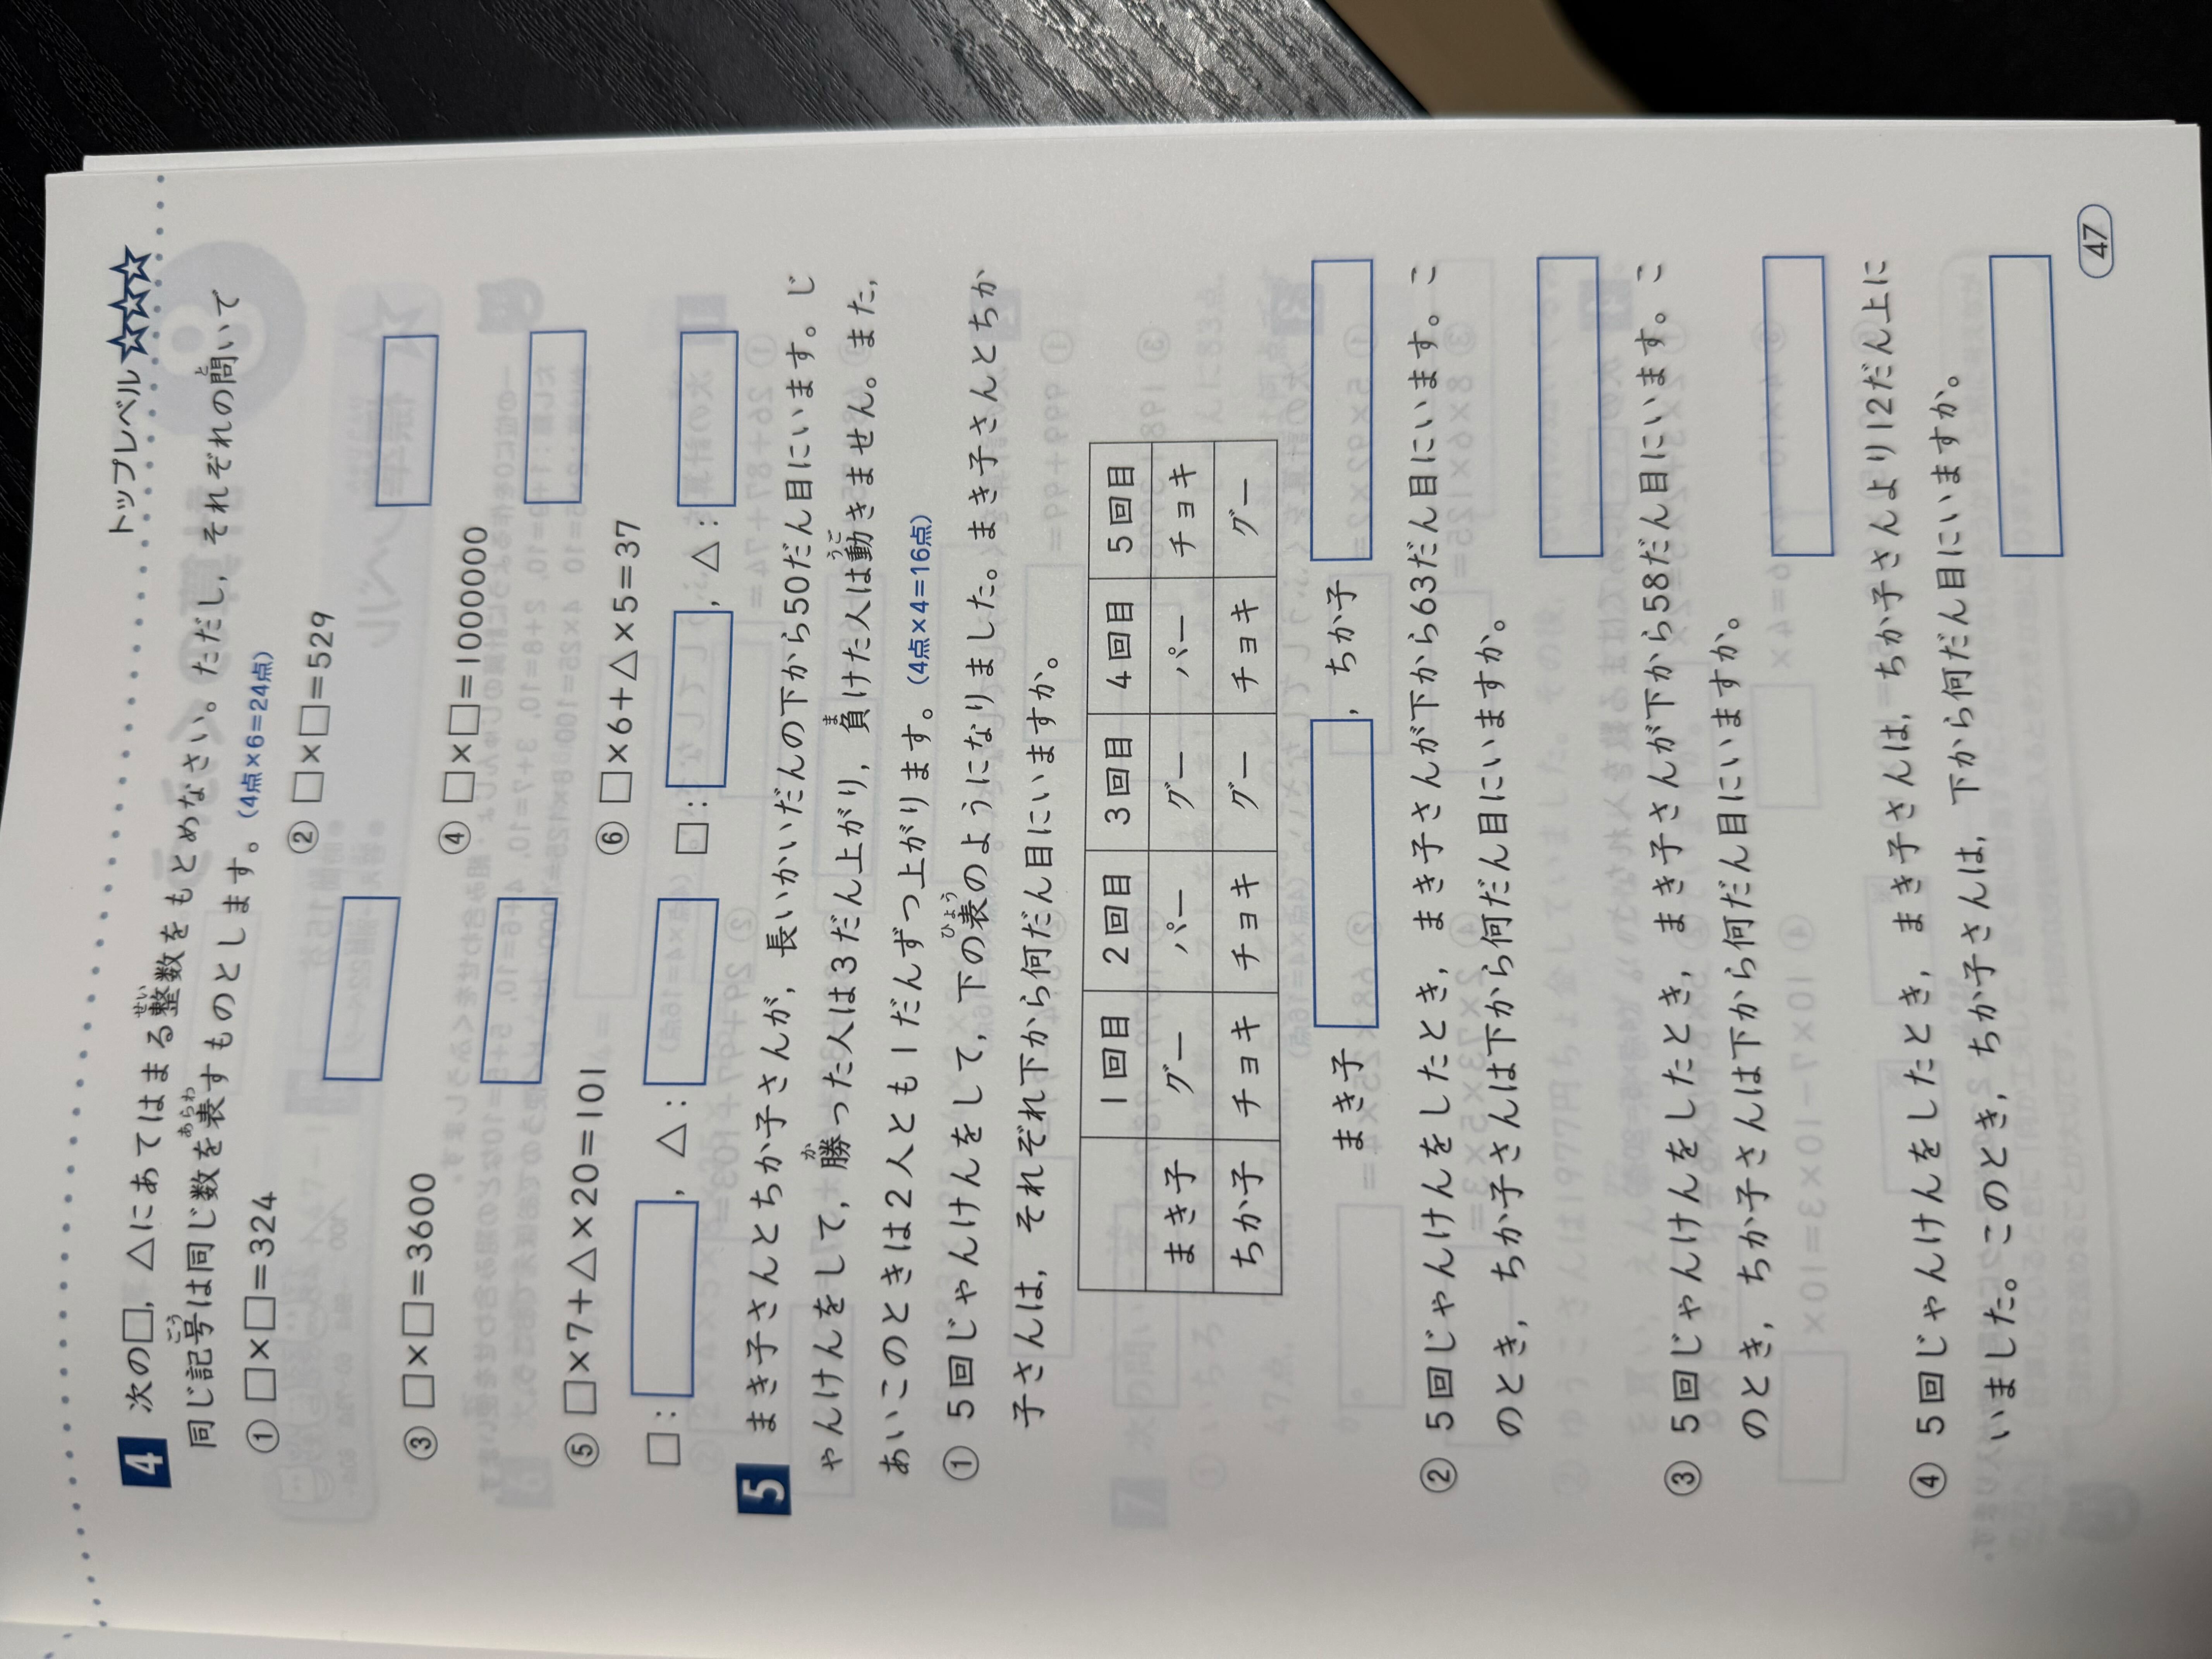 トップレベル ☆☆☆
4 次の□，△にあてはまる整数をもとめなさい。ただし，それぞれの問いて
同じ記号は同じ数を表すものとします。（4点×6＝24点）
① □×□＝324 ② □×□＝529
③ □×□＝3600 ④ □×□＝1000000
⑤ □×7＋△×20＝101 ⑥ □×6＋△×5＝37
□： ，△： □： ，△：
5 まき子さんとちか子さんが，長いかいだんの下から50だん目にいます。じ
ゃんけんをして，勝った人は3だん上がり，負けた人は動きません。また，
あいこのときは2人とも1だんずつ上がります。（4点×4＝16点）
① 5回じゃんけんをして，下の表のようになりました。まき子さんとちか
子さんは，それぞれ下から何だん目にいますか。
1回目 2回目 3回目 4回目 5回目
まき子 グー パー グー パー チョキ
ちか子 チョキ チョキ グー チョキ グー
まき子 ，ちか子
② 5回じゃんけんをしたとき，まき子さんが下から63だん目にいます。こ
のとき，ちか子さんは下から何だん目にいますか。
③ 5回じゃんけんをしたとき，まき子さんが下から58だん目にいます。こ
のとき，ちか子さんは下から何だん目にいますか。
④ 5回じゃんけんをしたとき，まき子さんは，ちか子さんより12だん上に
いました。このとき，ちか子さんは，下から何だん目にいますか。
47